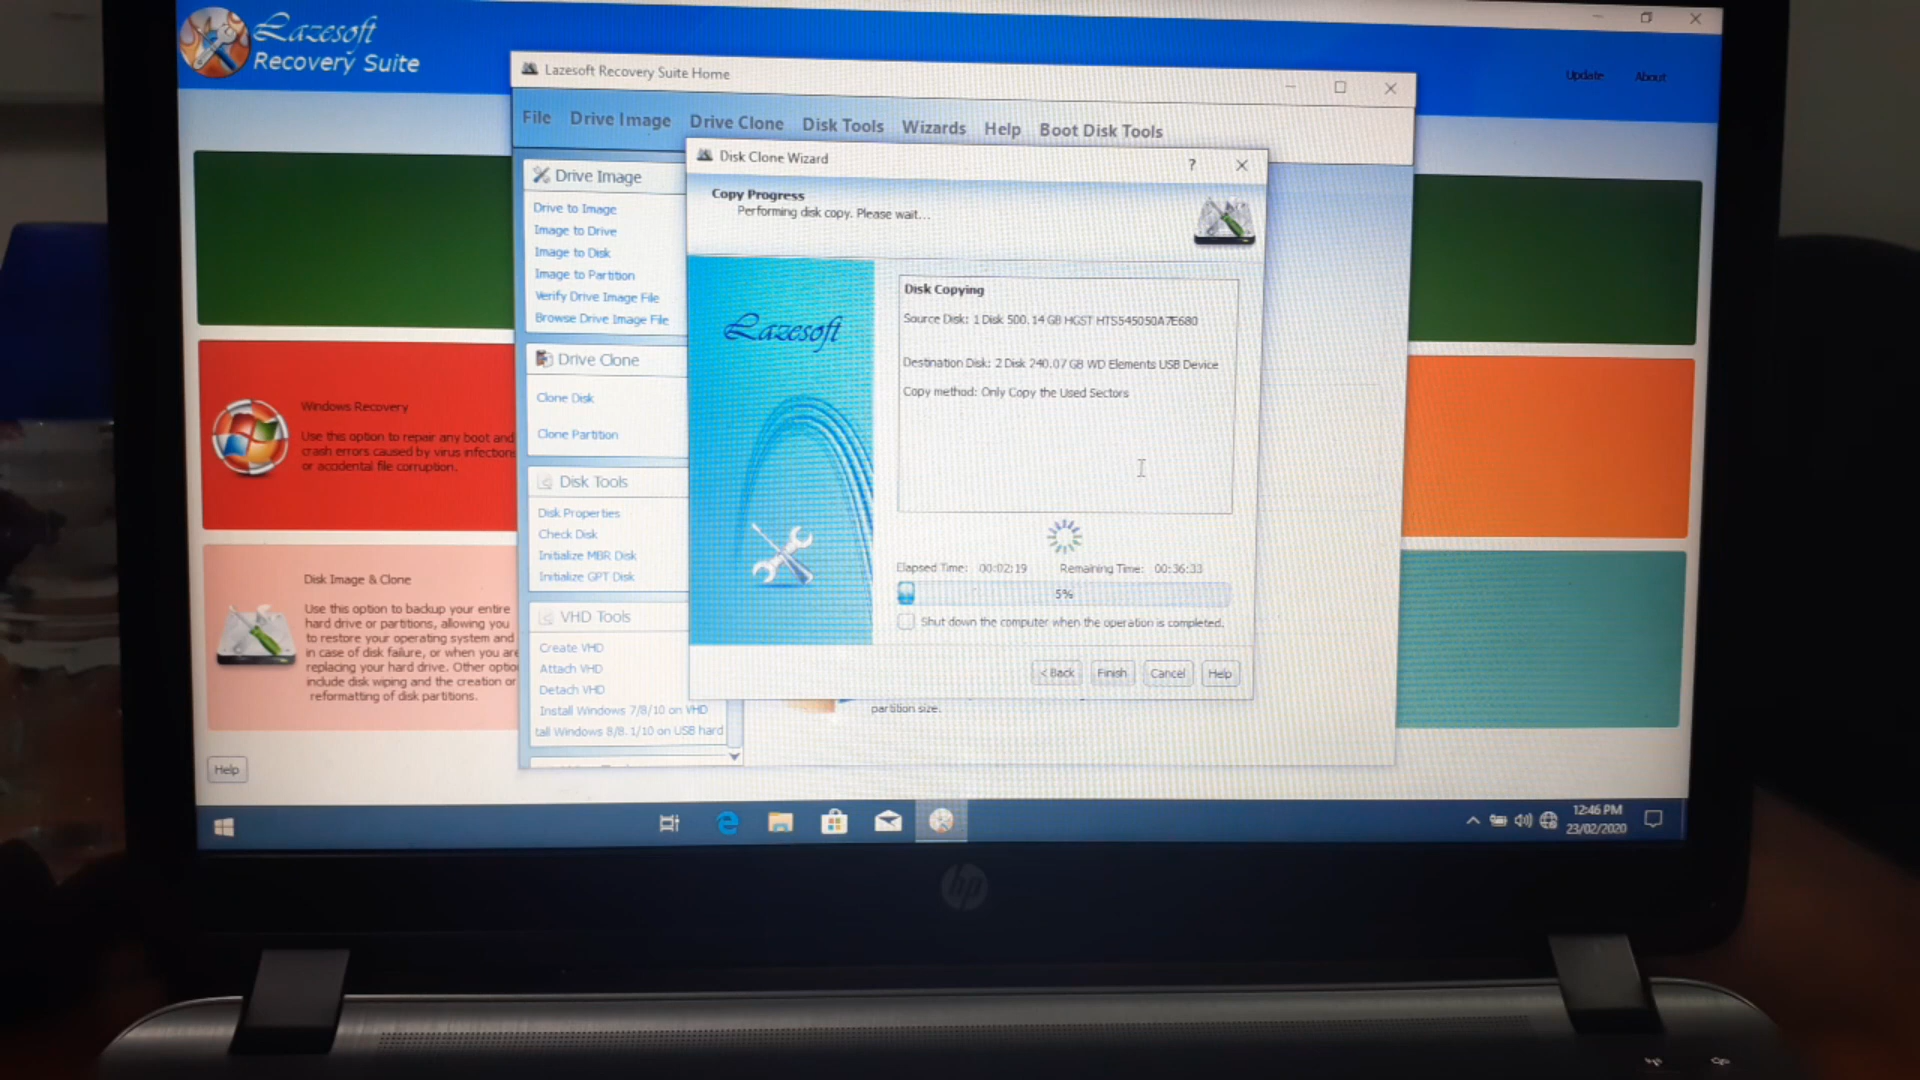 Lazesoft
Recovery Suite
Update
About
Lazesoft Recovery Suite Home
File Drive Image Drive Clone Disk Tools Wizards Help Boot Disk Tools
Drive Image
Drive to Image
Image to Drive
Image to Disk
Image to Partition
Verify Drive Image File
Browse Drive Image File
Drive Clone
Clone Disk
Clone Partition
Disk Tools
Disk Properties
Check Disk
Initialize MBR Disk
Initialize GPT Disk
VHD Tools
Create VHD
Attach VHD
Detach VHD
Install Windows 7/8/10 on VHD
tall Windows 8/8.1/10 on USB hard
Disk Clone Wizard
?
Copy Progress
Performing disk copy. Please wait...
Lazesoft
Disk Copying
Source Disk: 1 Disk 500.14 GB HGST HTS545050A7E680
Destination Disk: 2 Disk 240.07 GB WD Elements USB Device
Copy method: Only Copy the Used Sectors
Elapsed Time: 00:02:19 Remaining Time: 00:36:33
5%
Shut down the computer when the operation is completed.
< Back
Finish
Cancel
Help
partition size.
Windows Recovery
Use this option to repair any boot and
crash errors caused by virus infection
or accidental file corruption.
Disk Image & Clone
Use this option to backup your entire
hard drive or partitions, allowing you
to restore your operating system and
in case of disk failure, or when you are
replacing your hard drive. Other optio
include disk wiping and the creation or
reformatting of disk partitions.
Help
12:46 PM
23/02/2020
hp